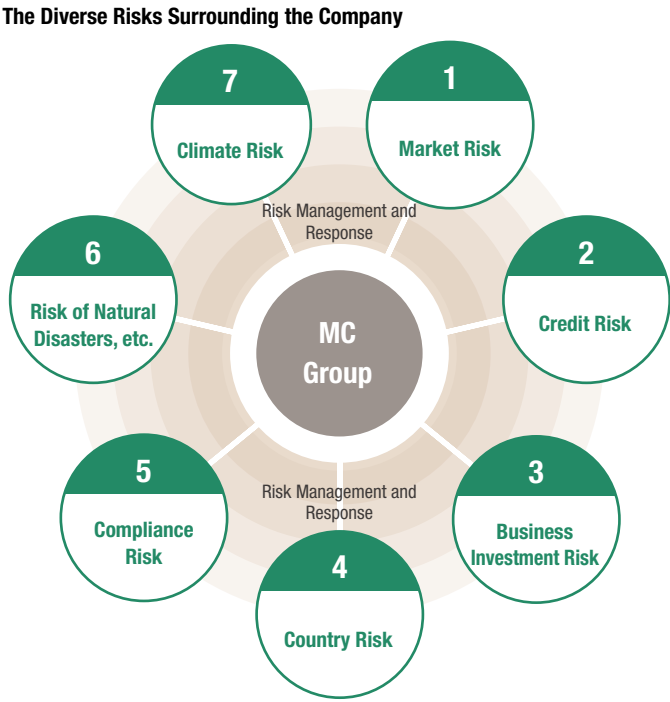 The Diverse Risks Surrounding the Company
7
Climate Risk
1
Market Risk
Risk Management and
Response
6
Risk of Natural
Disasters, etc.
2
Credit Risk
MC
Group
5
Compliance
Risk
3
Business
Investment Risk
Risk Management and
Response
4
Country Risk